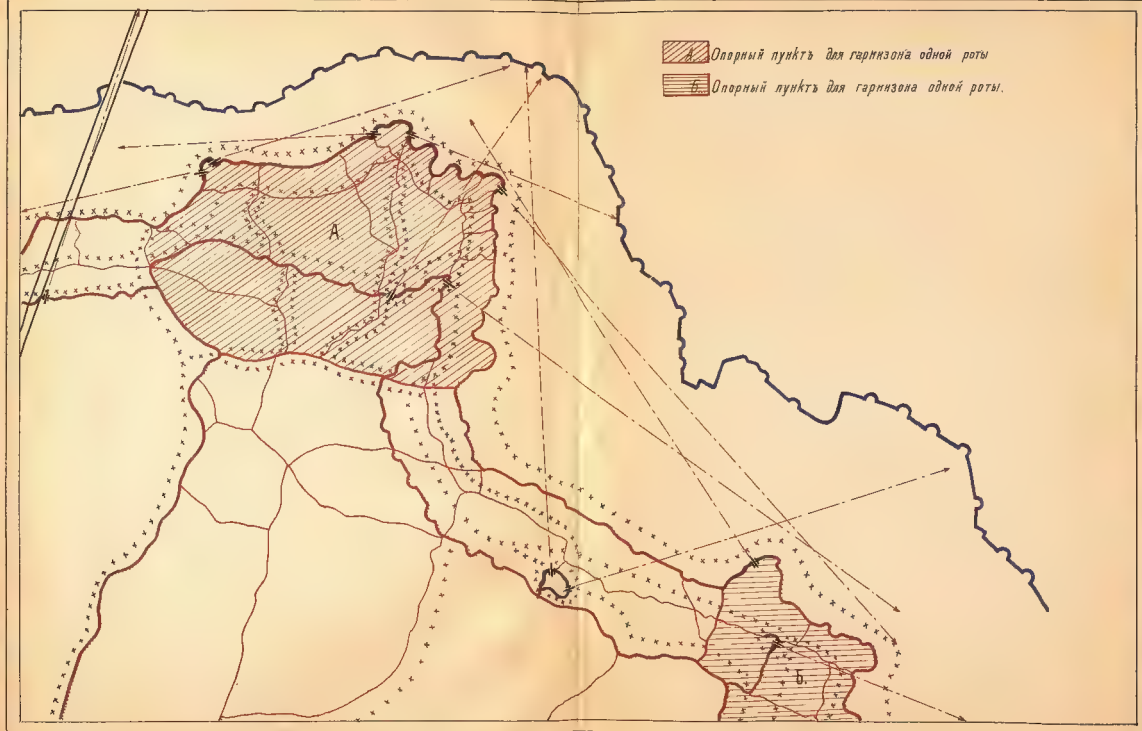 А. Опорный пунктъ для гарнизона одной роты
Б. Опорный пунктъ для гарнизона одной роты.
А.
Б.